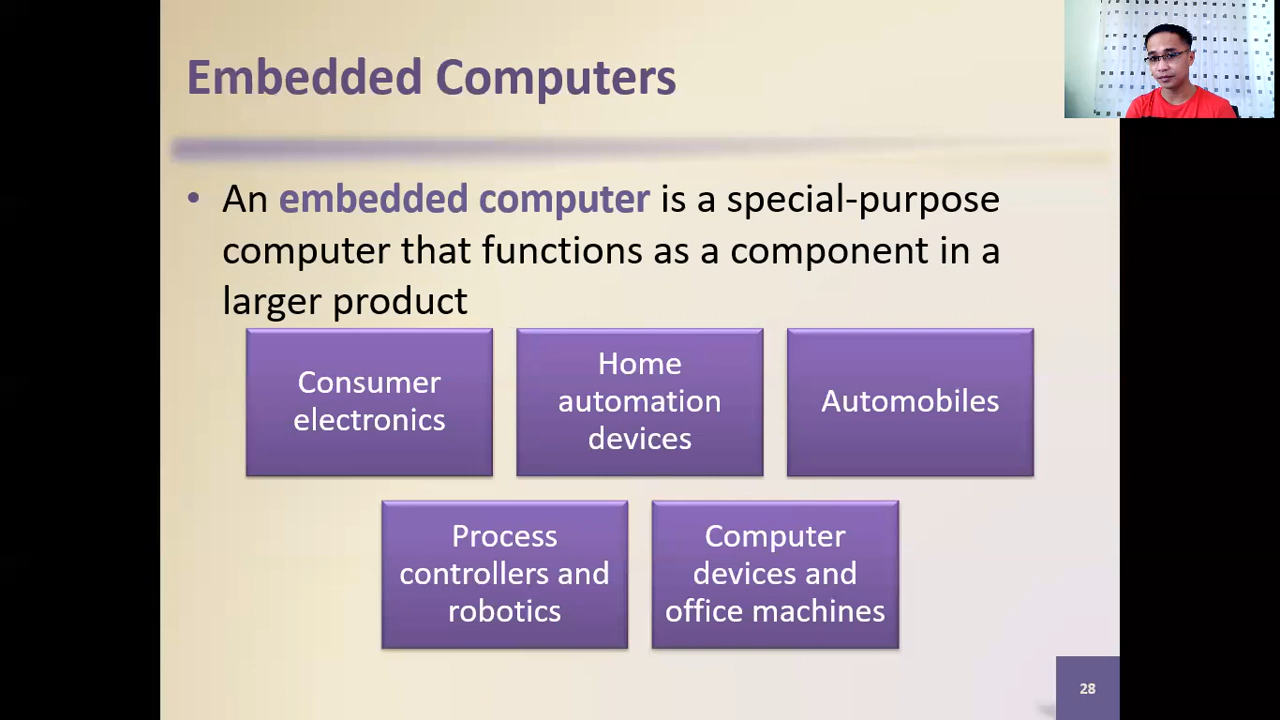 Embedded Computers
• An embedded computer is a special-purpose
computer that functions as a component in a
larger product
Consumer
electronics
Home
automation
devices
Automobiles
Process
controllers and
robotics
Computer
devices and
office machines
28